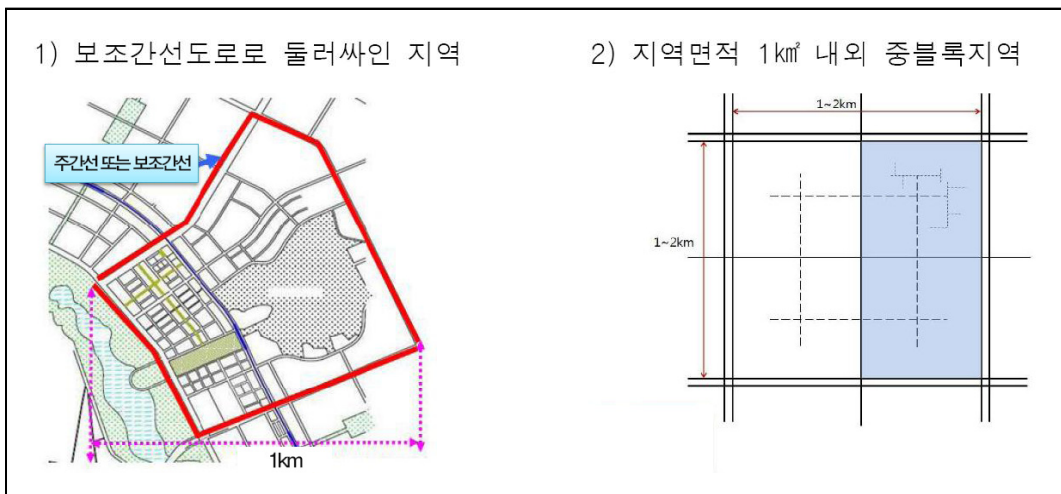 1) 보조간선도로로 둘러싸인 지역
2) 지역면적 1㎢ 내외 중블록지역
주간선 또는 보조간선
1km
1~2km
1~2km